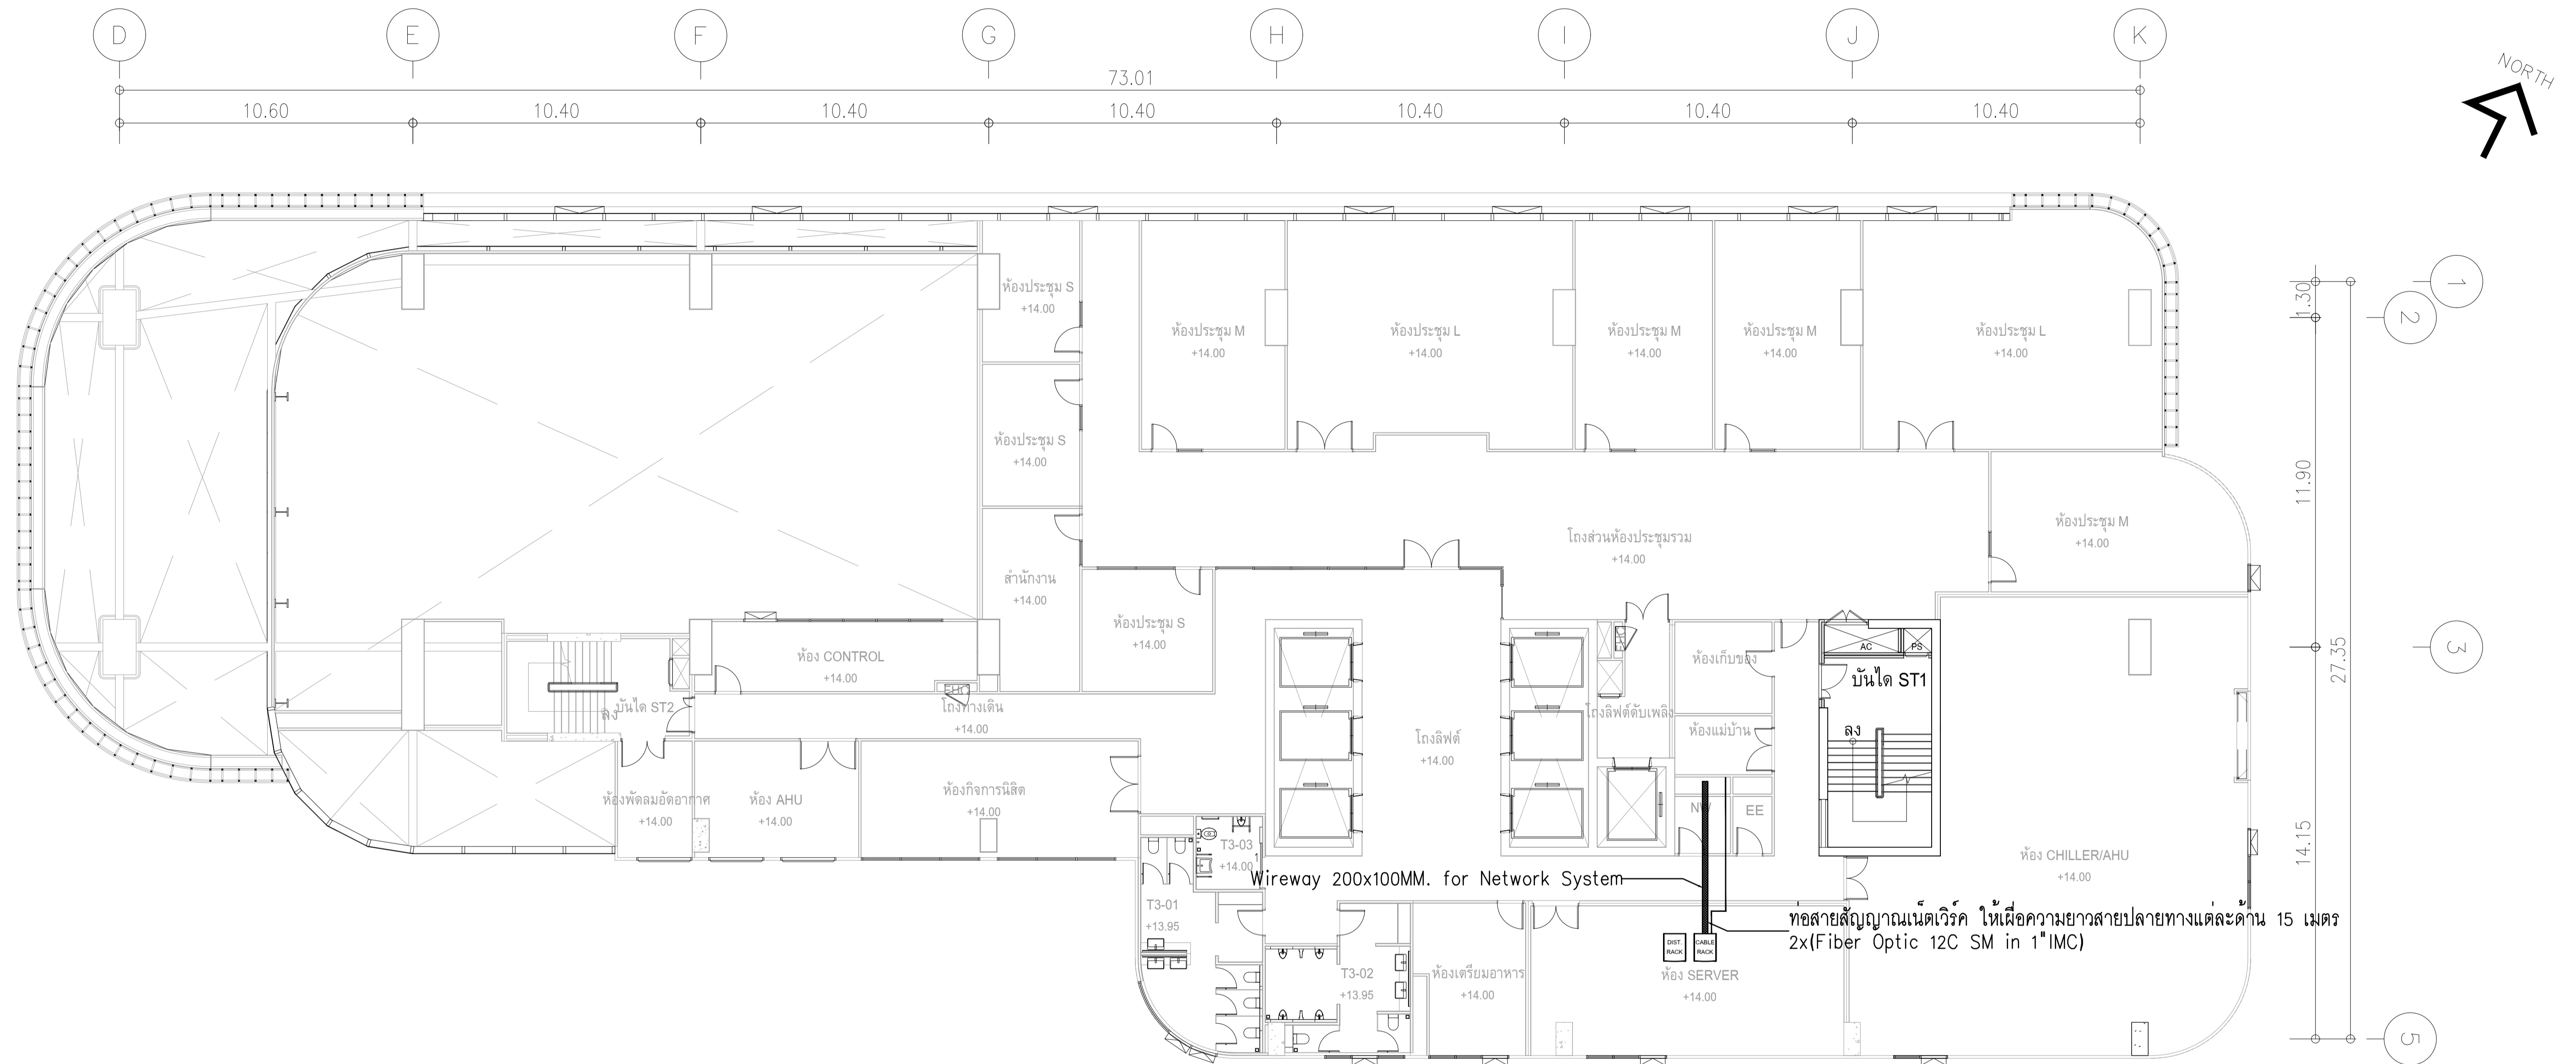 D E F G H I J K
73.01
10.60 10.40 10.40 10.40 10.40 10.40 10.40
NORTH
1
2
3
5
1.30
11.90
14.15
27.35
ห้องประชุม S
+14.00
ห้องประชุม M
+14.00
ห้องประชุม L
+14.00
ห้องประชุม M
+14.00
ห้องประชุม M
+14.00
ห้องประชุม L
+14.00
ห้องประชุม S
+14.00
ห้องประชุม M
+14.00
โถงส่วนห้องประชุมรวม
+14.00
สำนักงาน
+14.00
ห้องประชุม S
+14.00
ห้อง CONTROL
+14.00
ห้องเก็บของ
AC
PS
บันได ST1
ลง
บันได ST2
ลง
โถงทางเดิน
+14.00
โถงลิฟต์
+14.00
โถงลิฟต์ดับเพลิง
ห้องแม่บ้าน
ห้องพัดลมอัดอากาศ
+14.00
ห้อง AHU
+14.00
ห้องกิจการนิสิต
+14.00
NW
EE
T3-03
+14.00
ห้อง CHILLER/AHU
+14.00
Wireway 200x100MM. for Network System
T3-01
+13.95
ท่อสายสัญญาณเน็ตเวิร์ค ให้เผื่อความยาวสายปลายทางแต่ละด้าน 15 เมตร
2x(Fiber Optic 12C SM in 1"IMC)
DIST.
RACK
CABLE
RACK
T3-02
+13.95
ห้องเตรียมอาหาร
+14.00
ห้อง SERVER
+14.00